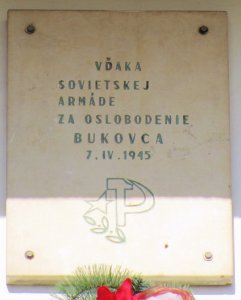 VĎAKA
SOVIETSKEJ
ARMÁDE
ZA OSLOBODENIE
BUKOVCA
7. IV. 1945